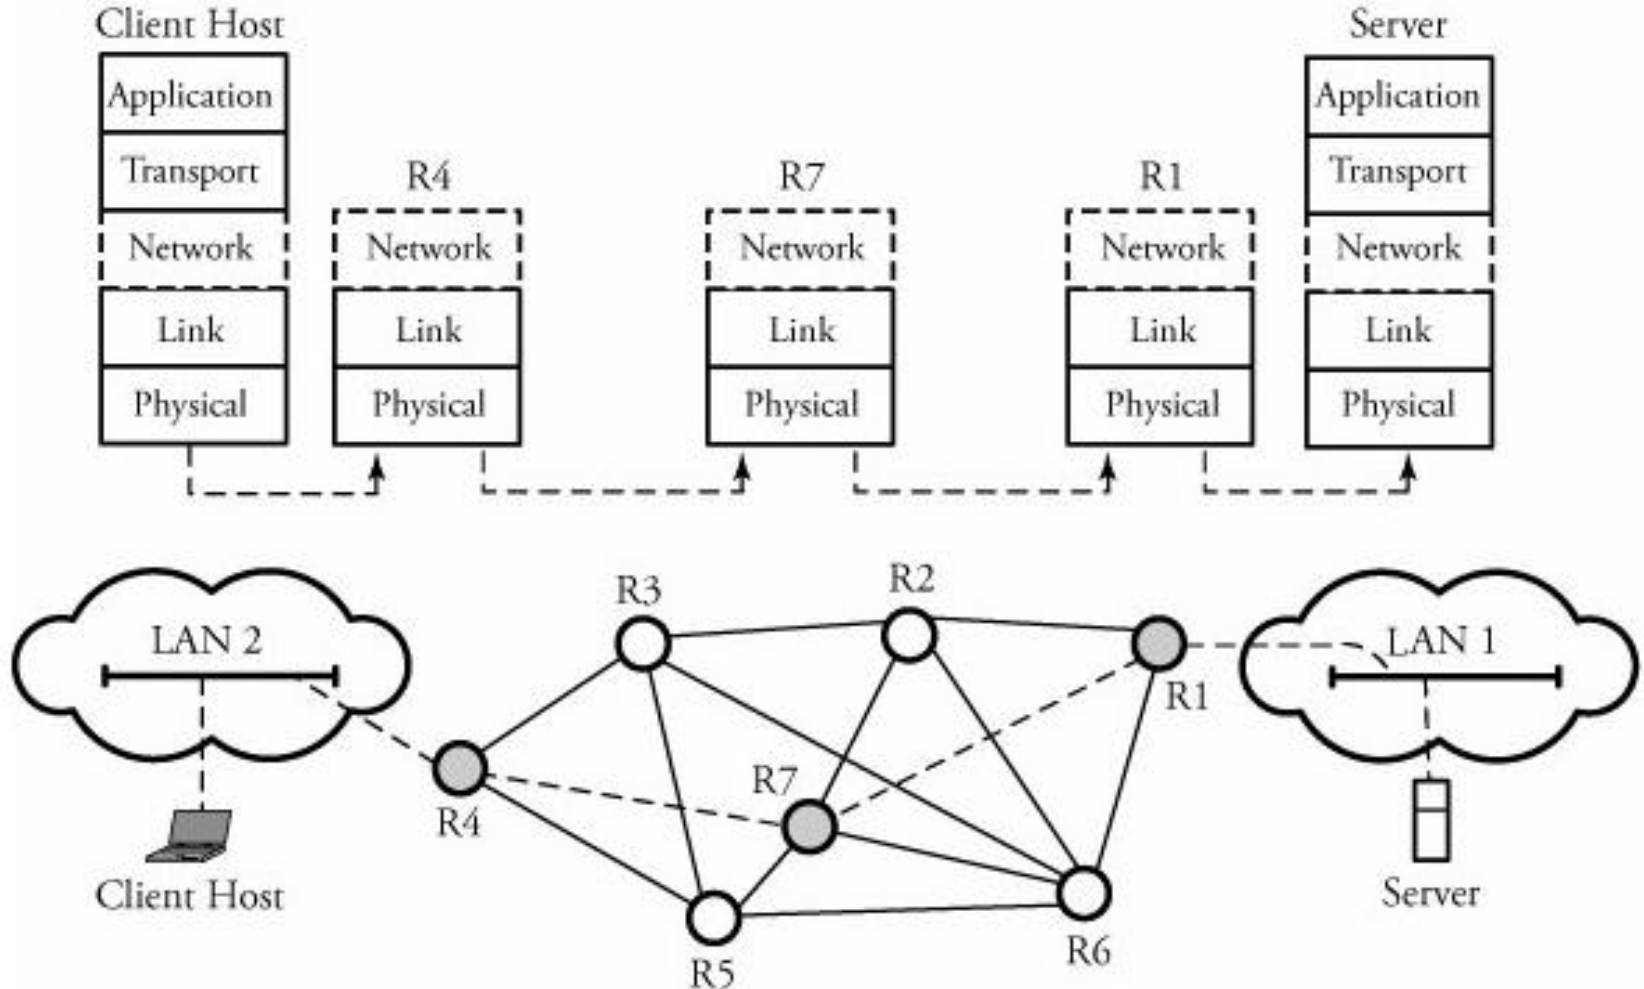 Client Host
Server
Application
Application
Transport
R4
R7
R1
Transport
Network
Network
Network
Network
Network
Link
Link
Link
Link
Link
Physical
Physical
Physical
Physical
Physical
R3
R2
LAN 2
LAN 1
R1
R7
R4
Client Host
Server
R5
R6